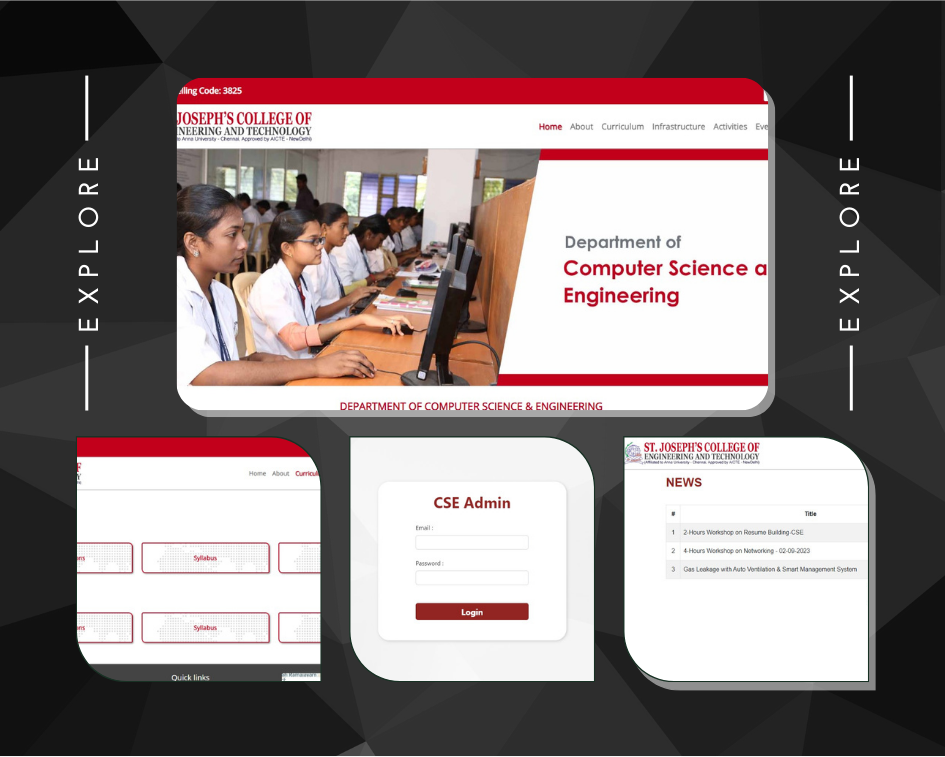 EXPLORE
EXPLORE
lling Code: 3825
JOSEPH'S COLLEGE OF
NEERING AND TECHNOLOGY
to Anna University - Chennai, Approved by AICTE - NewDelhi
Home About Curriculum Infrastructure Activities Eve
Department of
Computer Science a
Engineering
DEPARTMENT OF COMPUTER SCIENCE & ENGINEERING
Home About Curricul
ons
Syllabus
ons
Syllabus
Quick links
CSE Admin
Email :
Password :
Login
ST. JOSEPH'S COLLEGE OF
ENGINEERING AND TECHNOLOGY
Affiliated to Anna University - Chennai, Approved by AICTE - NewDelhi
NEWS
# Title
1 2-Hours Workshop on Resume Building-CSE
2 4-Hours Workshop on Networking - 02-09-2023
3 Gas Leakage with Auto Ventilation & Smart Management System